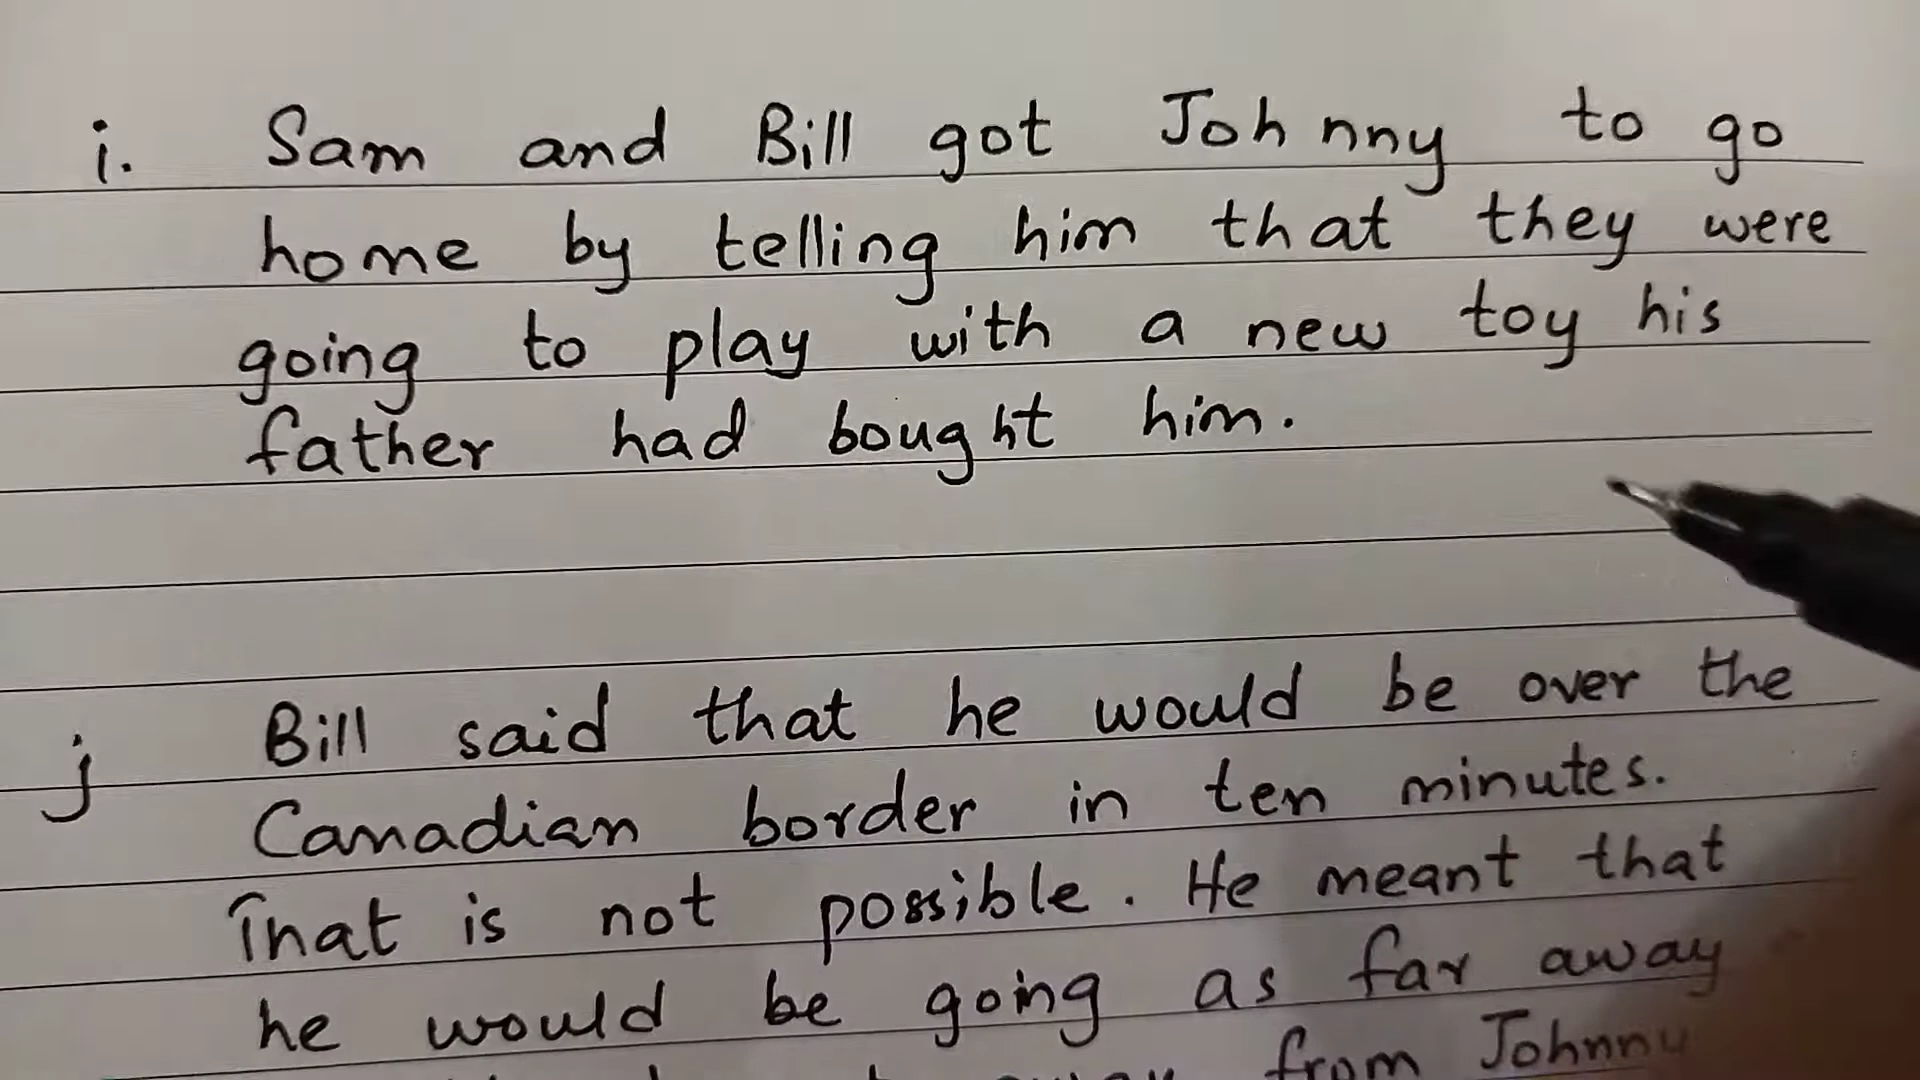 i. Sam and Bill got Johnny to go
home by telling him that they were
going to play with a new toy his
father had bought him.
j Bill said that he would be over the
Canadian border in ten minutes.
That is not possible. He meant that
he would be going as far away
from Johnny